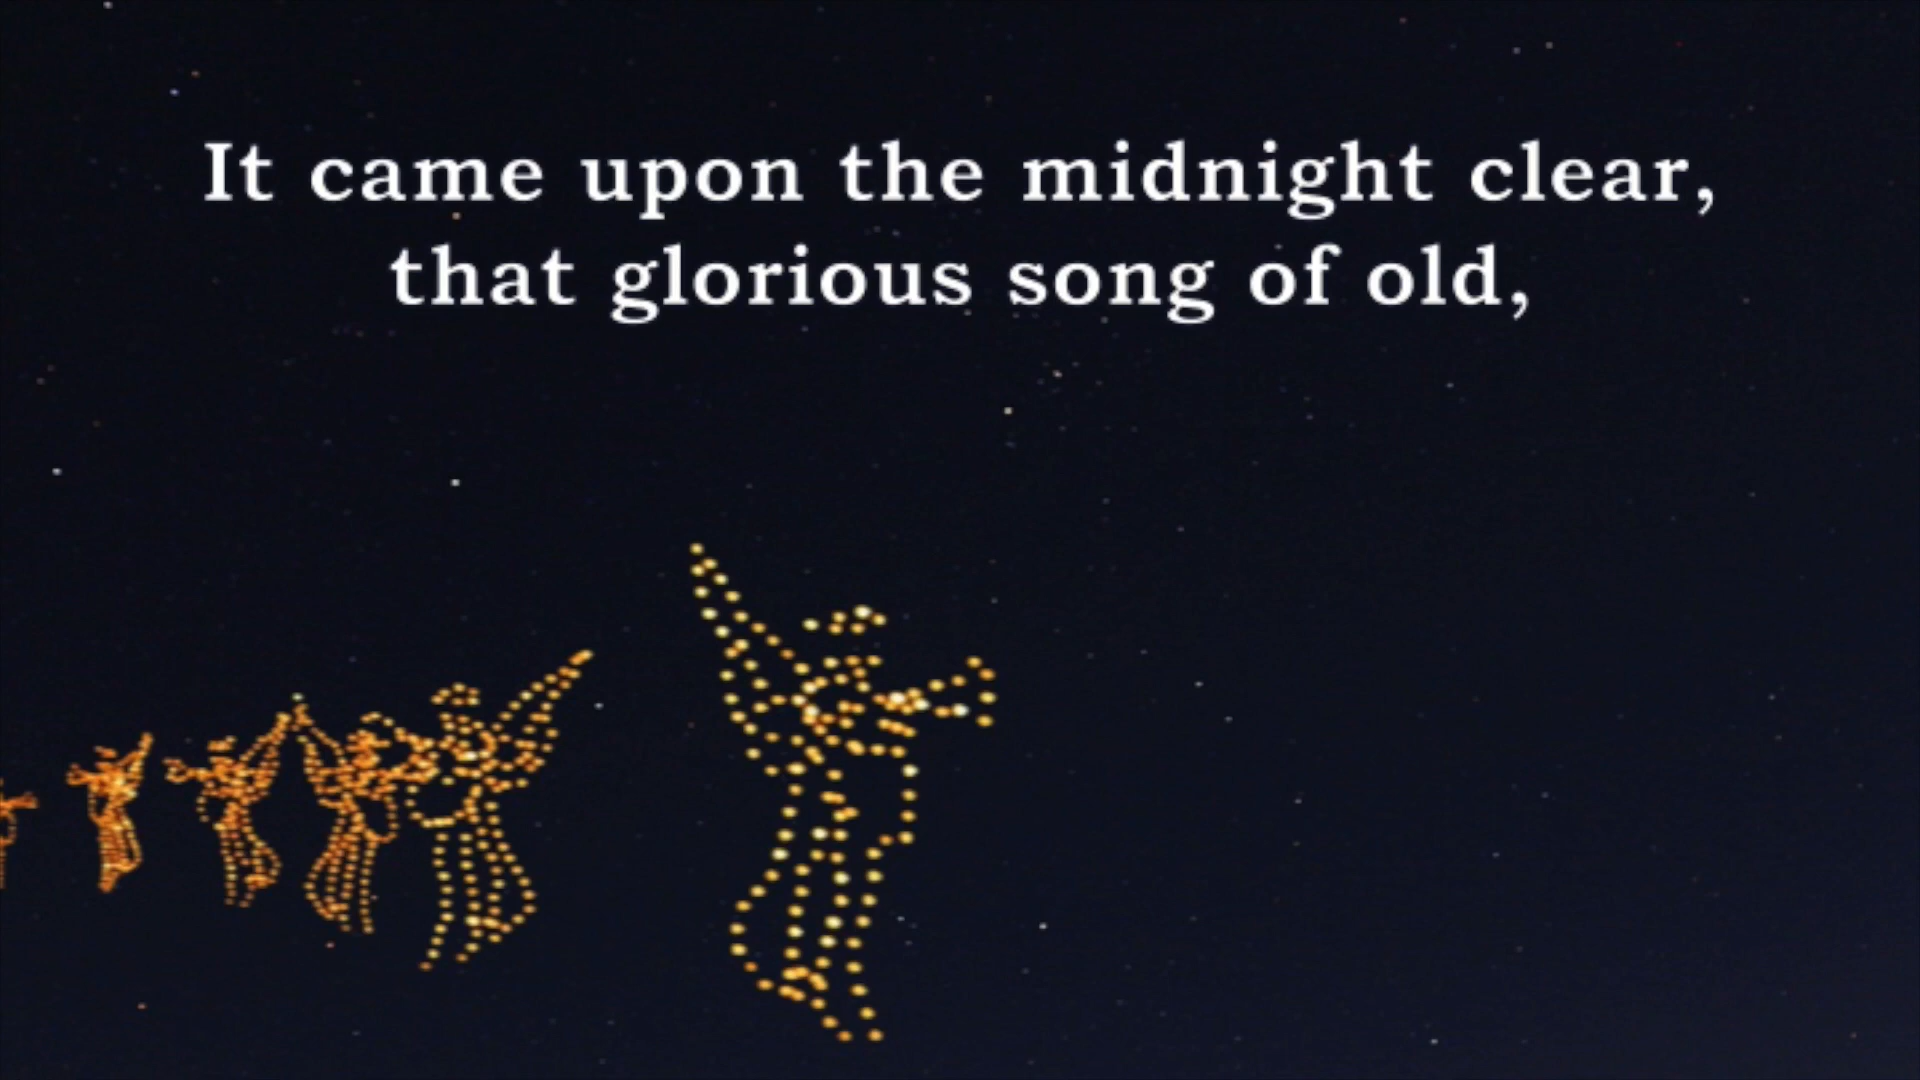 It came upon the midnight clear,
that glorious song of old,